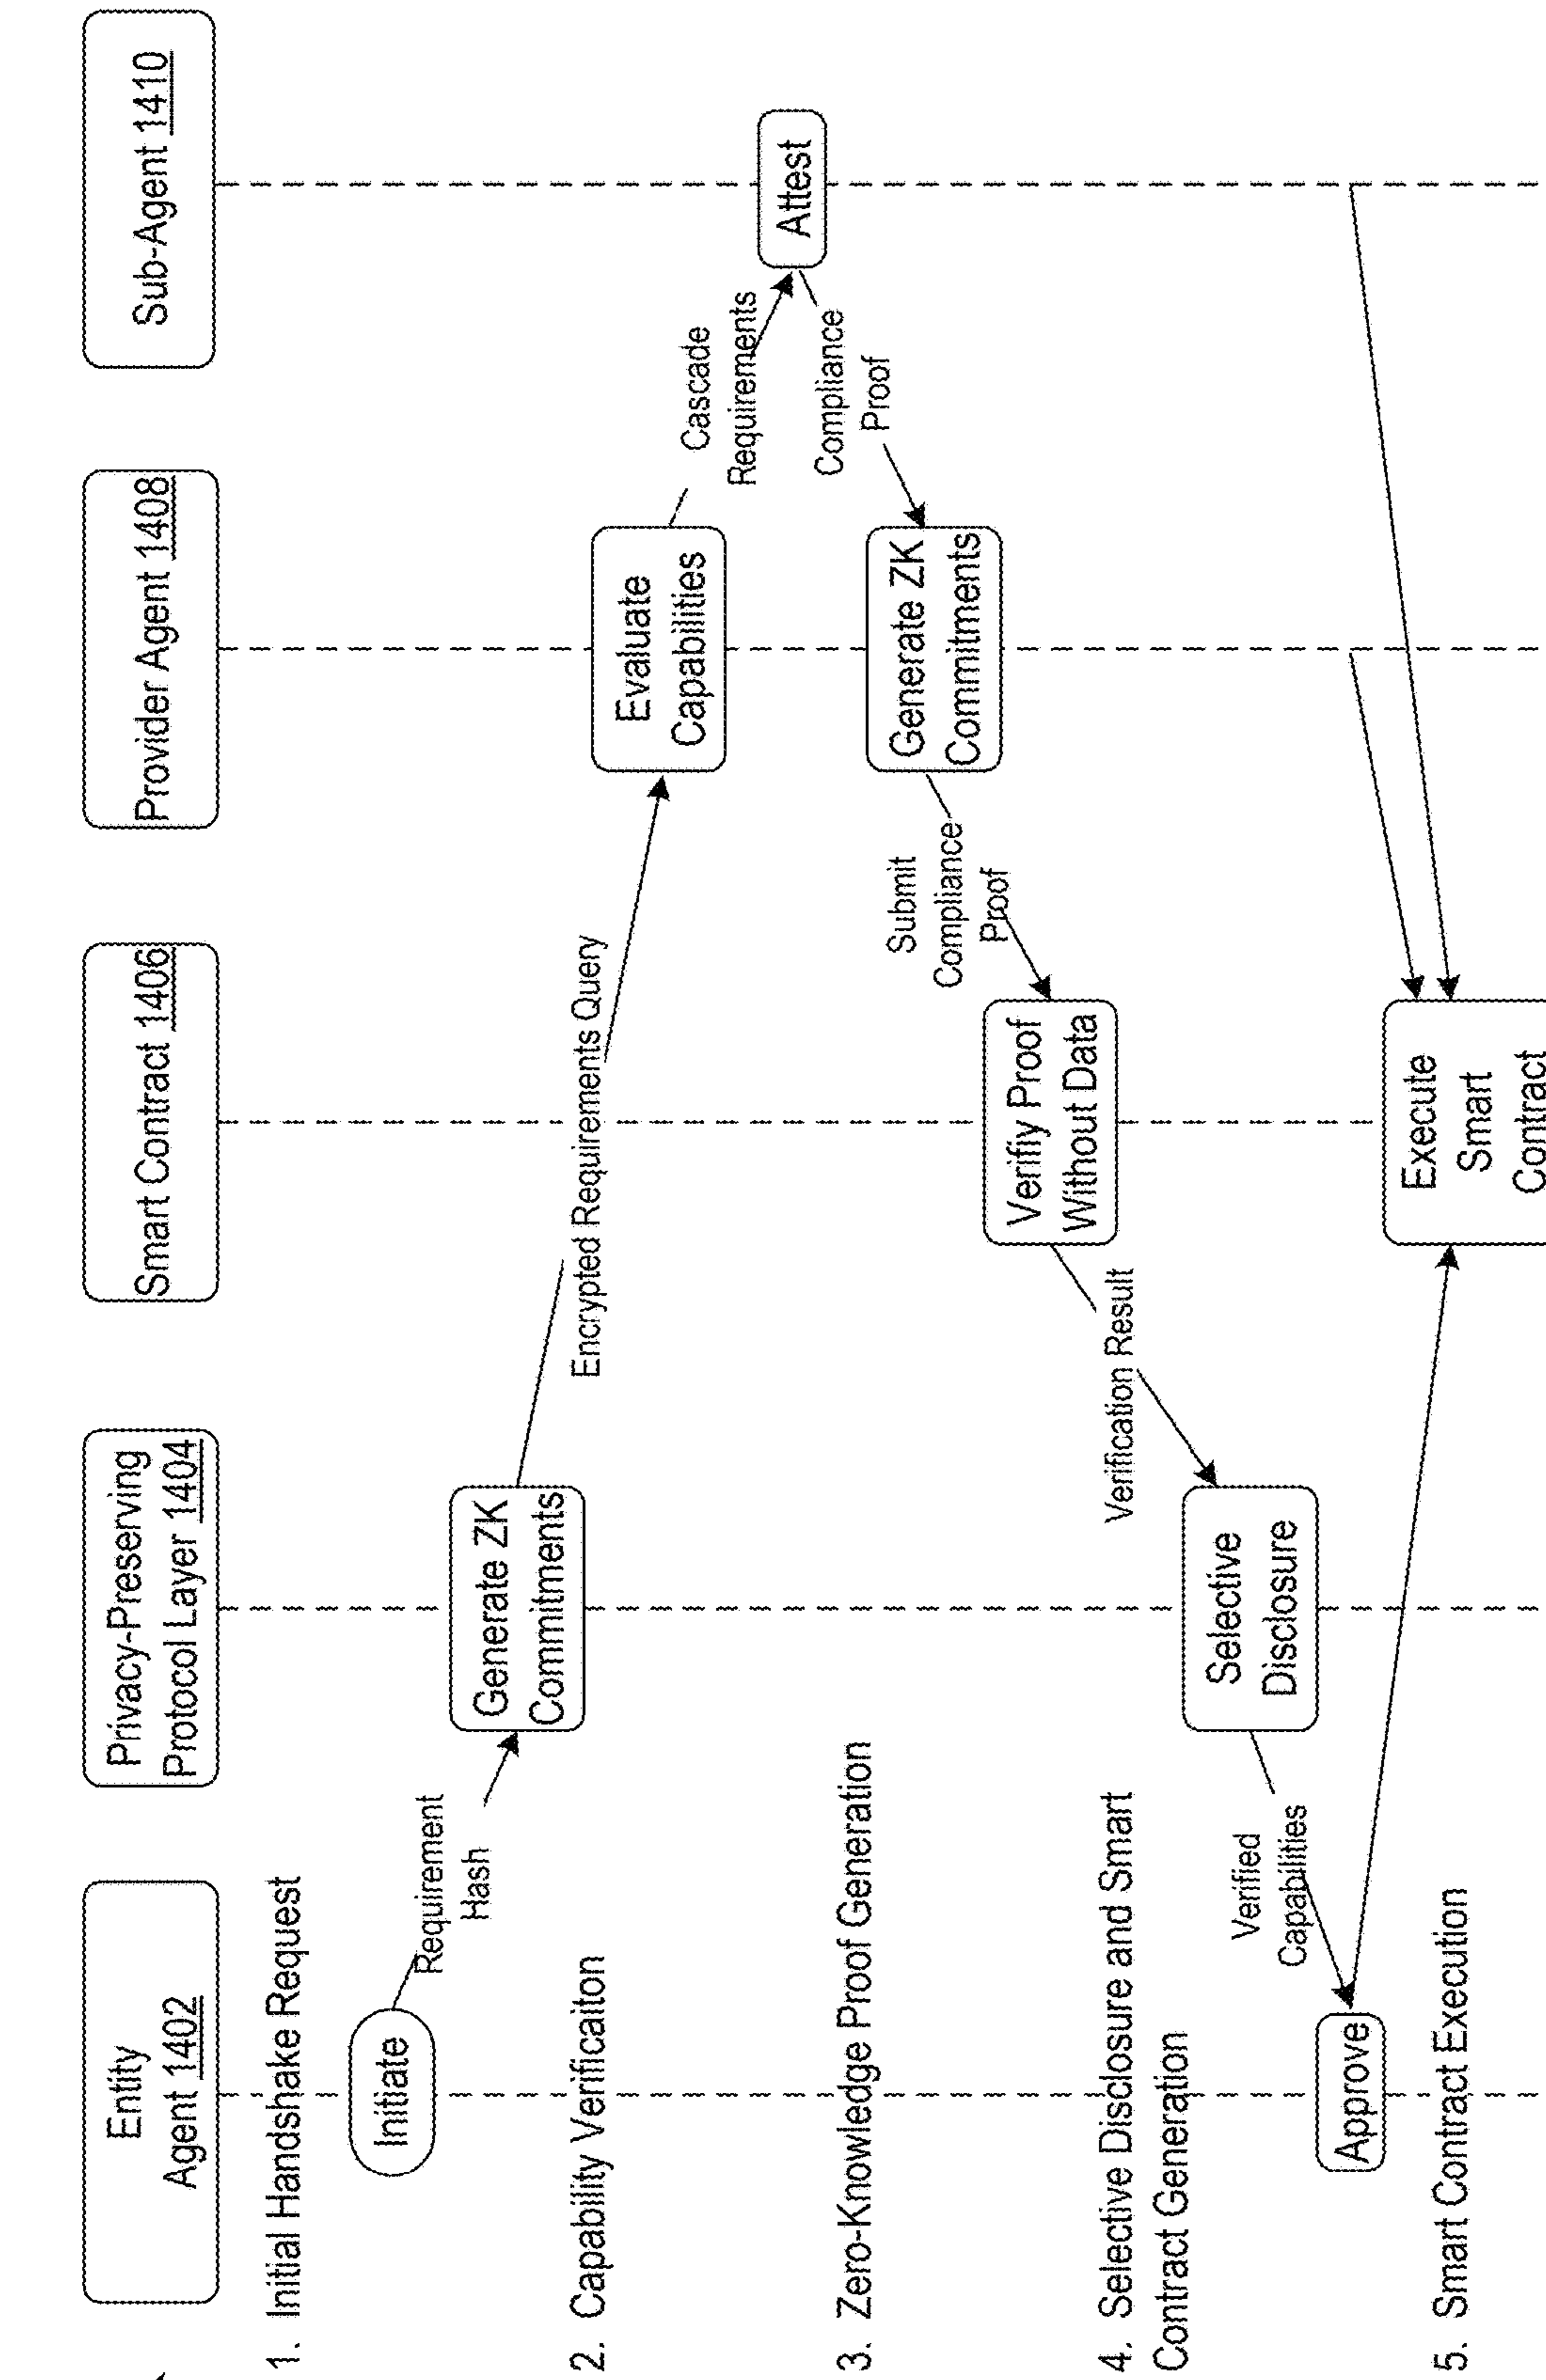 Entity
Agent 1402
Privacy-Preserving
Protocol Layer 1404
Smart Contract 1406
Provider Agent 1408
Sub-Agent 1410
1. Initial Handshake Request
Initiate
Requirement
Hash
Generate ZK
Commitments
2. Capability Verificaiton
Encrypted Requirements Query
Evaluate
Capabilities
Cascade
Requirements
Attest
3. Zero-Knowledge Proof Generation
Compliance
Proof
Generate ZK
Commitments
Submit
Compliance
Proof
Verifiy Proof
Without Data
4. Selective Disclosure and Smart
Contract Generation
Verification Result
Selective
Disclosure
Verified
Capabilities
Approve
5. Smart Contract Execution
Execute
Smart
Contract